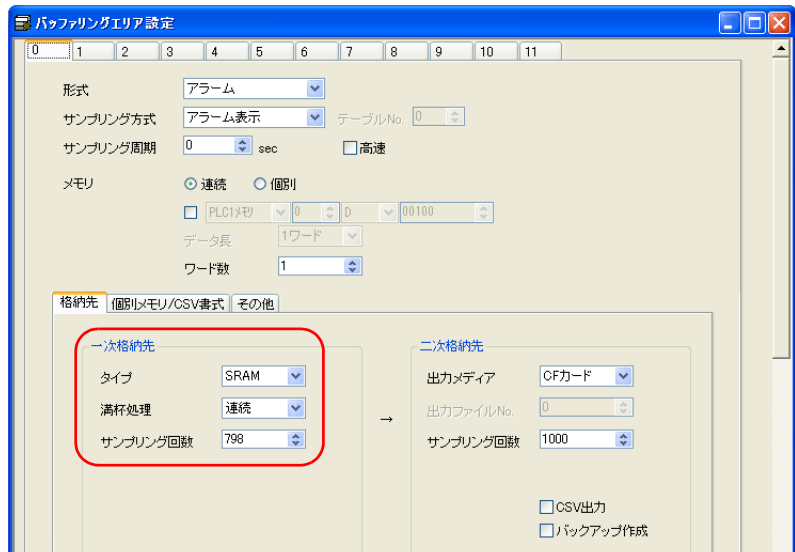 バッファリングエリア設定
0 1 2 3 4 5 6 7 8 9 10 11
形式 アラーム
サンプリング方式 アラーム表示 テーブルNo. 0
サンプリング周期 0 sec 高速
メモリ 連続 個別
PLC1メモリ 0 D 00100
データ長 1ワード
ワード数 1
格納先 個別メモリ/CSV書式 その他
一次格納先 二次格納先
タイプ SRAM 出力メディア CFカード
満杯処理 連続 → 出力ファイルNo. 0
サンプリング回数 798 サンプリング回数 1000
CSV出力
バックアップ作成